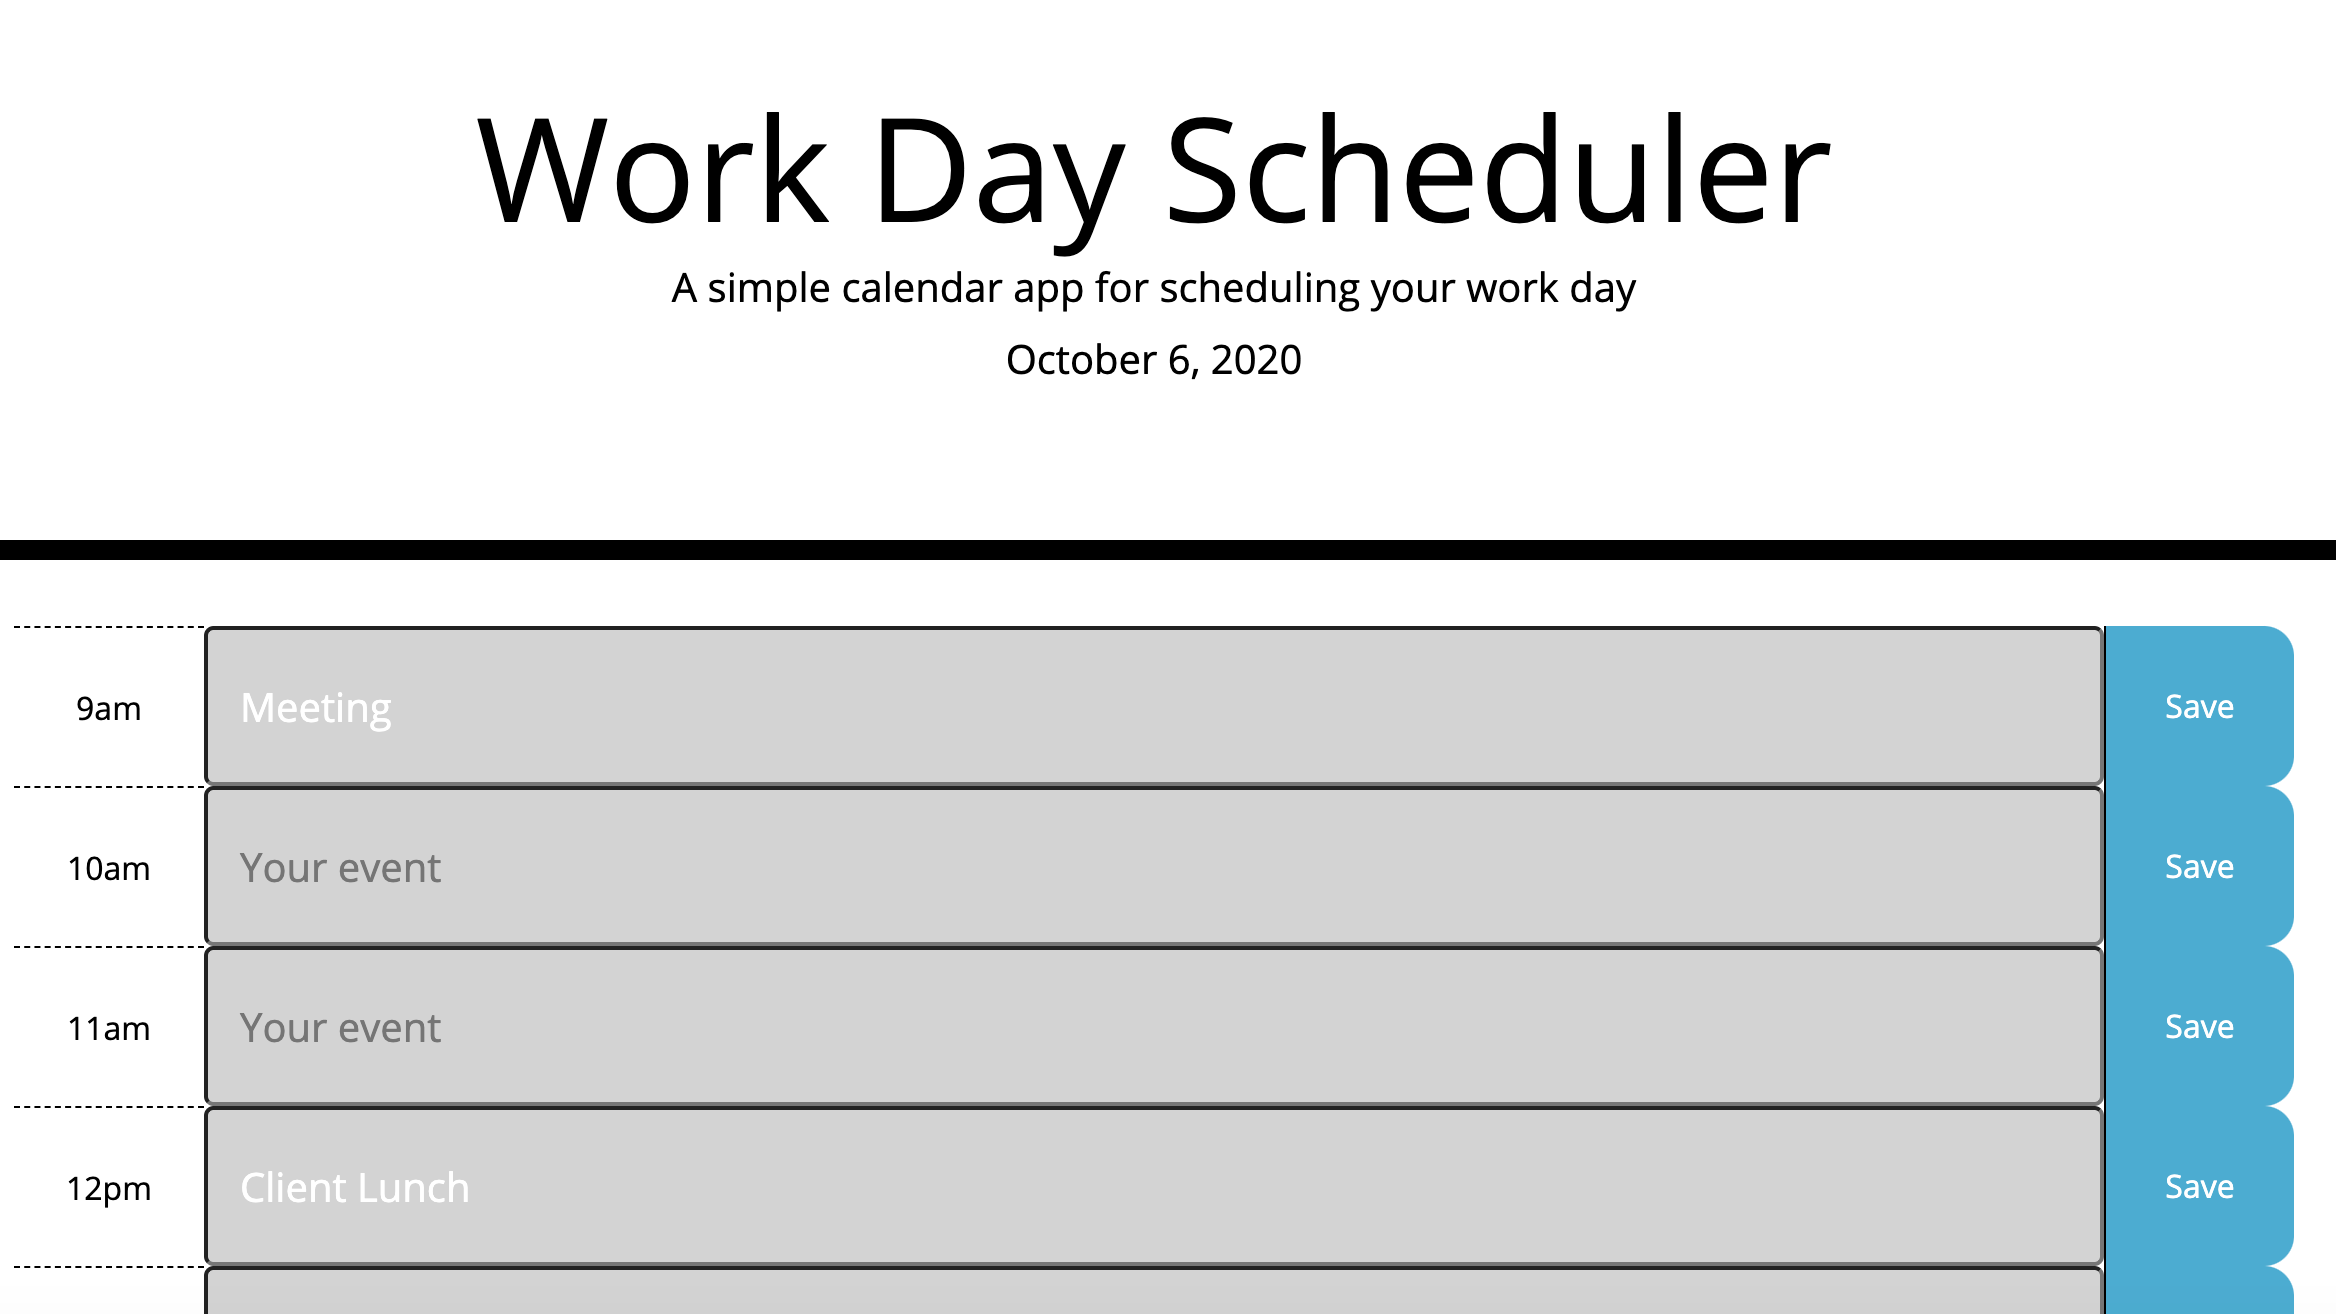 Work Day Scheduler
A simple calendar app for scheduling your work day
October 6, 2020
9am Meeting Save
10am Your event Save
11am Your event Save
12pm Client Lunch Save